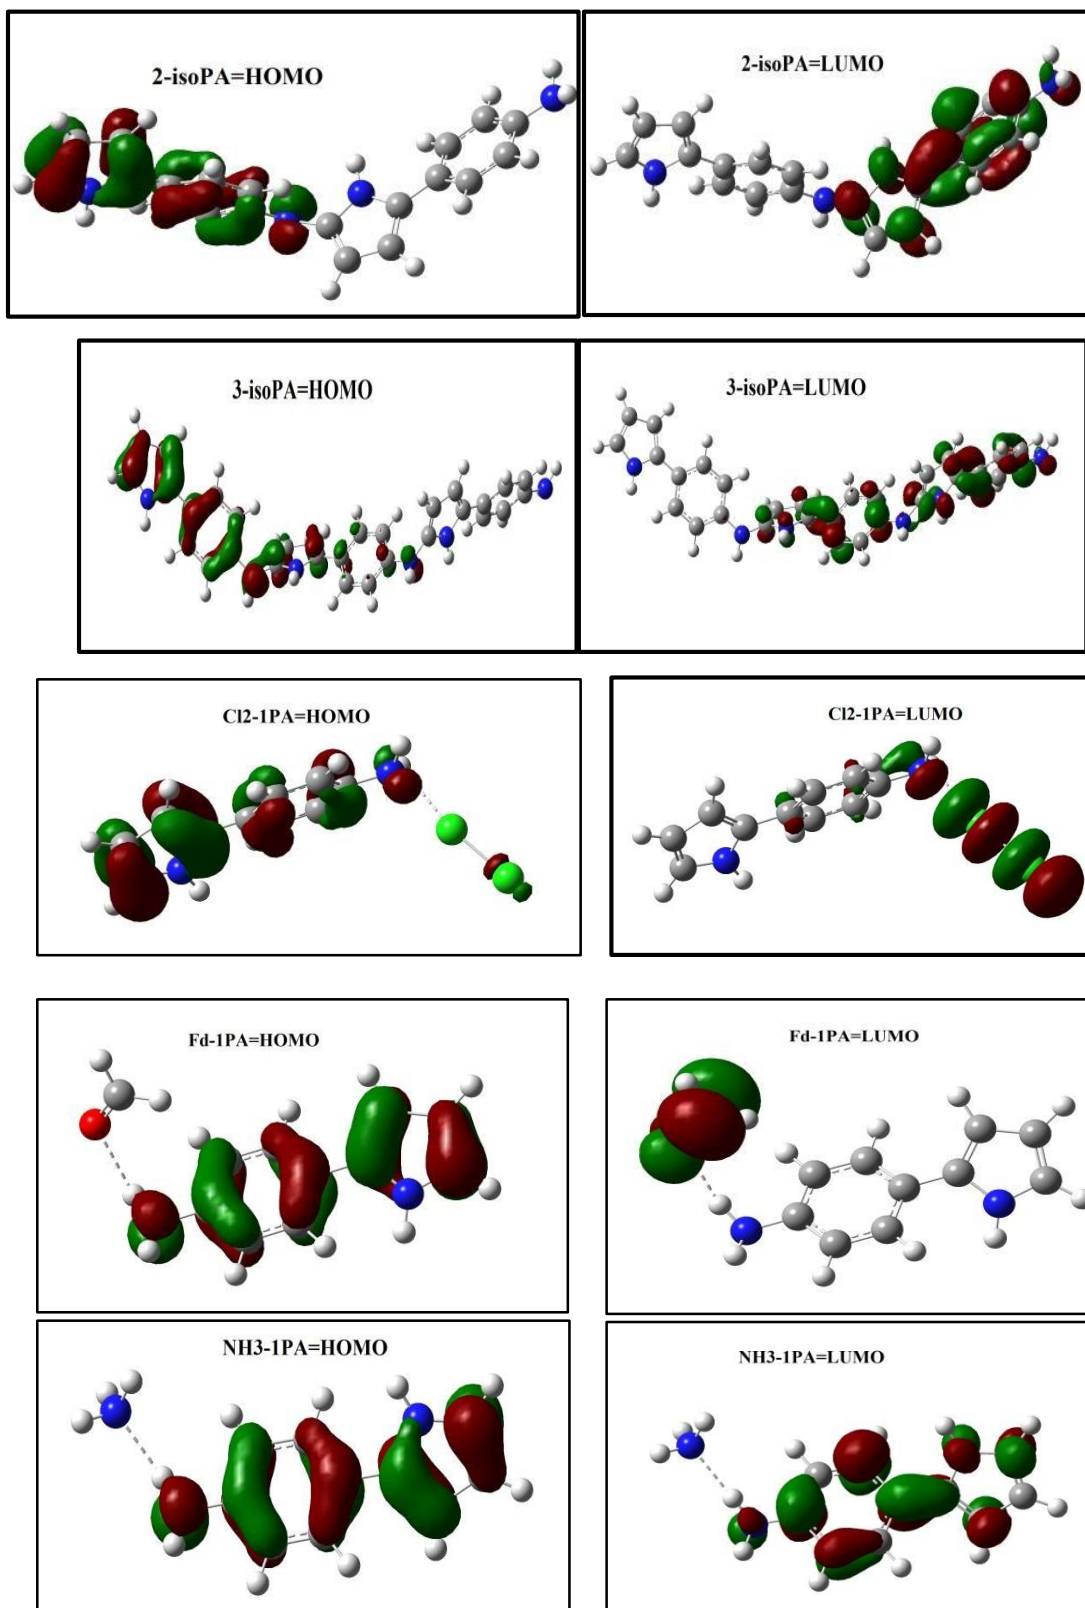 2-isoPA=HOMO
2-isoPA=LUMO
3-isoPA=HOMO
3-isoPA=LUMO
Cl2-1PA=HOMO
Cl2-1PA=LUMO
Fd-1PA=HOMO
Fd-1PA=LUMO
NH3-1PA=HOMO
NH3-1PA=LUMO